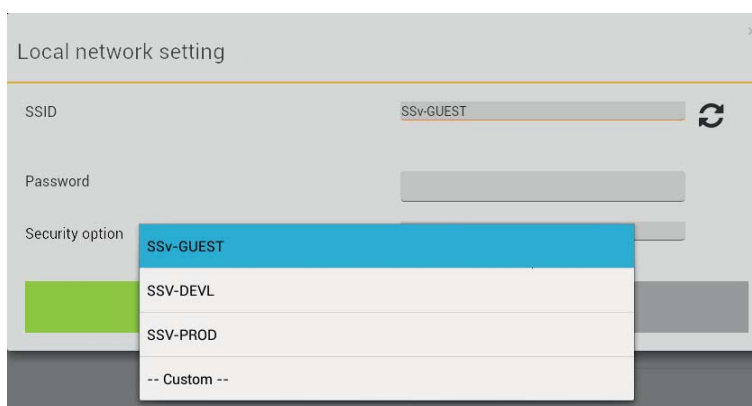 Local network setting
SSID
SSv-GUEST
Password
Security option
SSv-GUEST
SSV-DEVL
SSV-PROD
-- Custom --